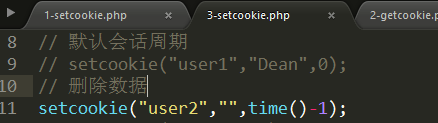 1-setcookie.php × 3-setcookie.php × 2-getcookie.ph
8 // 默认会话周期
9 // setcookie("user1","Dean",0);
10 // 删除数据
11 setcookie("user2","",time()-1);